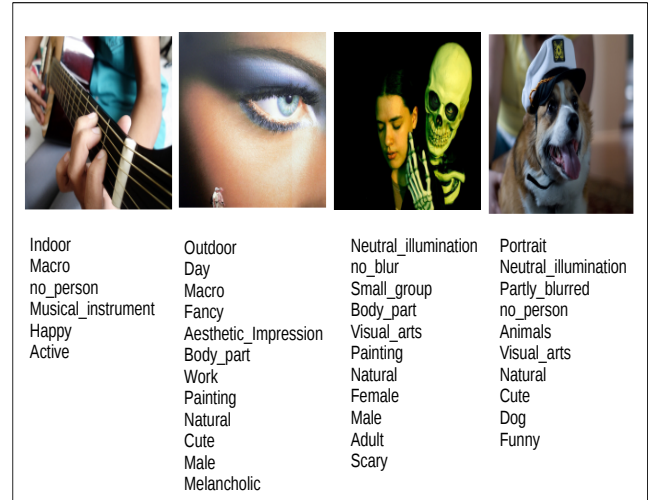 Indoor
Macro
no_person
Musical_instrument
Happy
Active
Outdoor
Day
Macro
Fancy
Aesthetic_Impression
Body_part
Work
Painting
Natural
Cute
Male
Melancholic
Neutral_illumination
no_blur
Small_group
Body_part
Visual_arts
Painting
Natural
Female
Male
Adult
Scary
Portrait
Neutral_illumination
Partly_blurred
no_person
Animals
Visual_arts
Natural
Cute
Dog
Funny